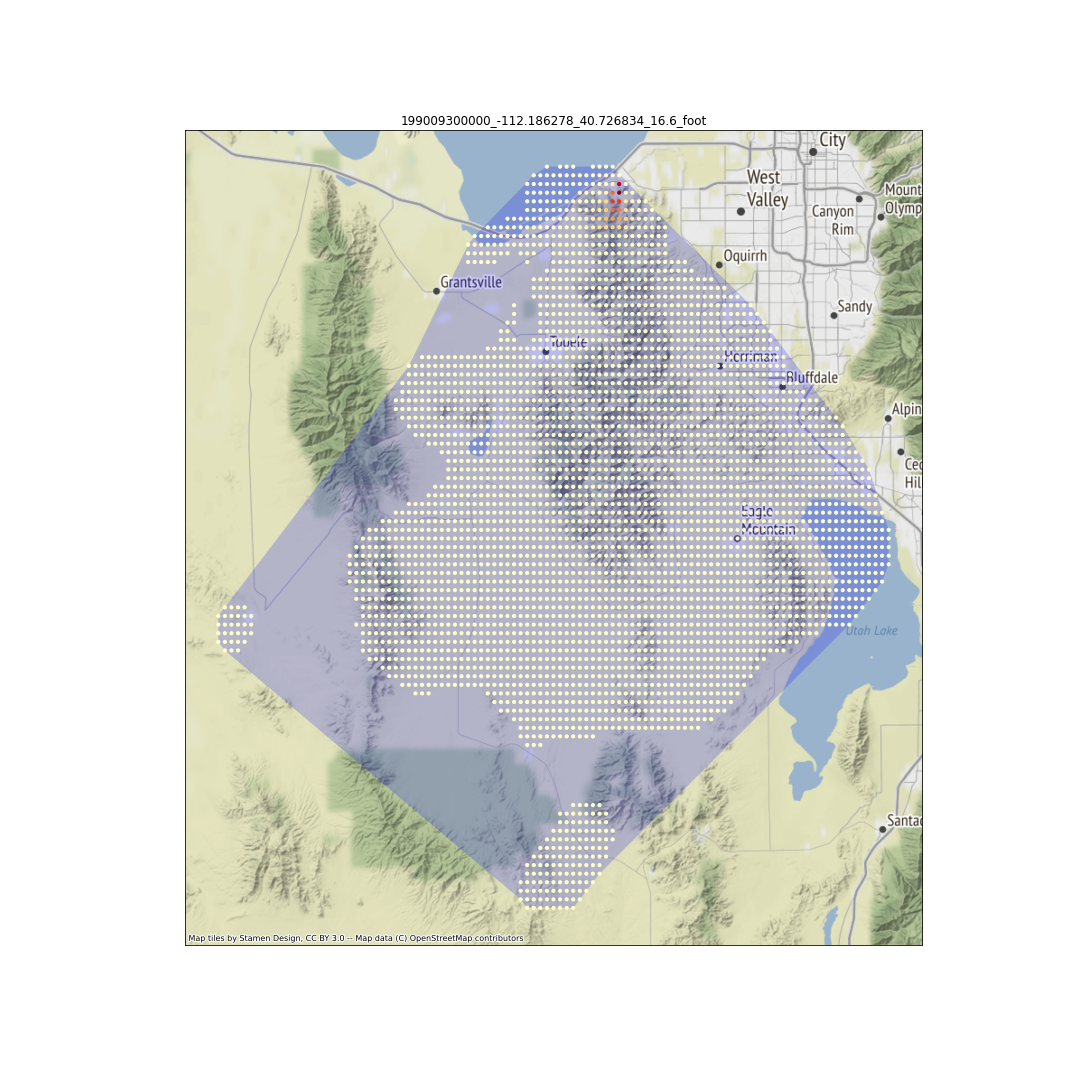 199009300000_-112.186278_40.726834_16.6_foot
City
West
Valley
Mount
Olymp
Canyon
Rim
Oquirrh
Grantsville
Sandy
Tooele
Herriman
Bluffdale
Alpin
Ced
Hil
Eagle
Mountain
Utah Lake
Santaq
Map tiles by Stamen Design, CC BY 3.0 -- Map data (C) OpenStreetMap contributors